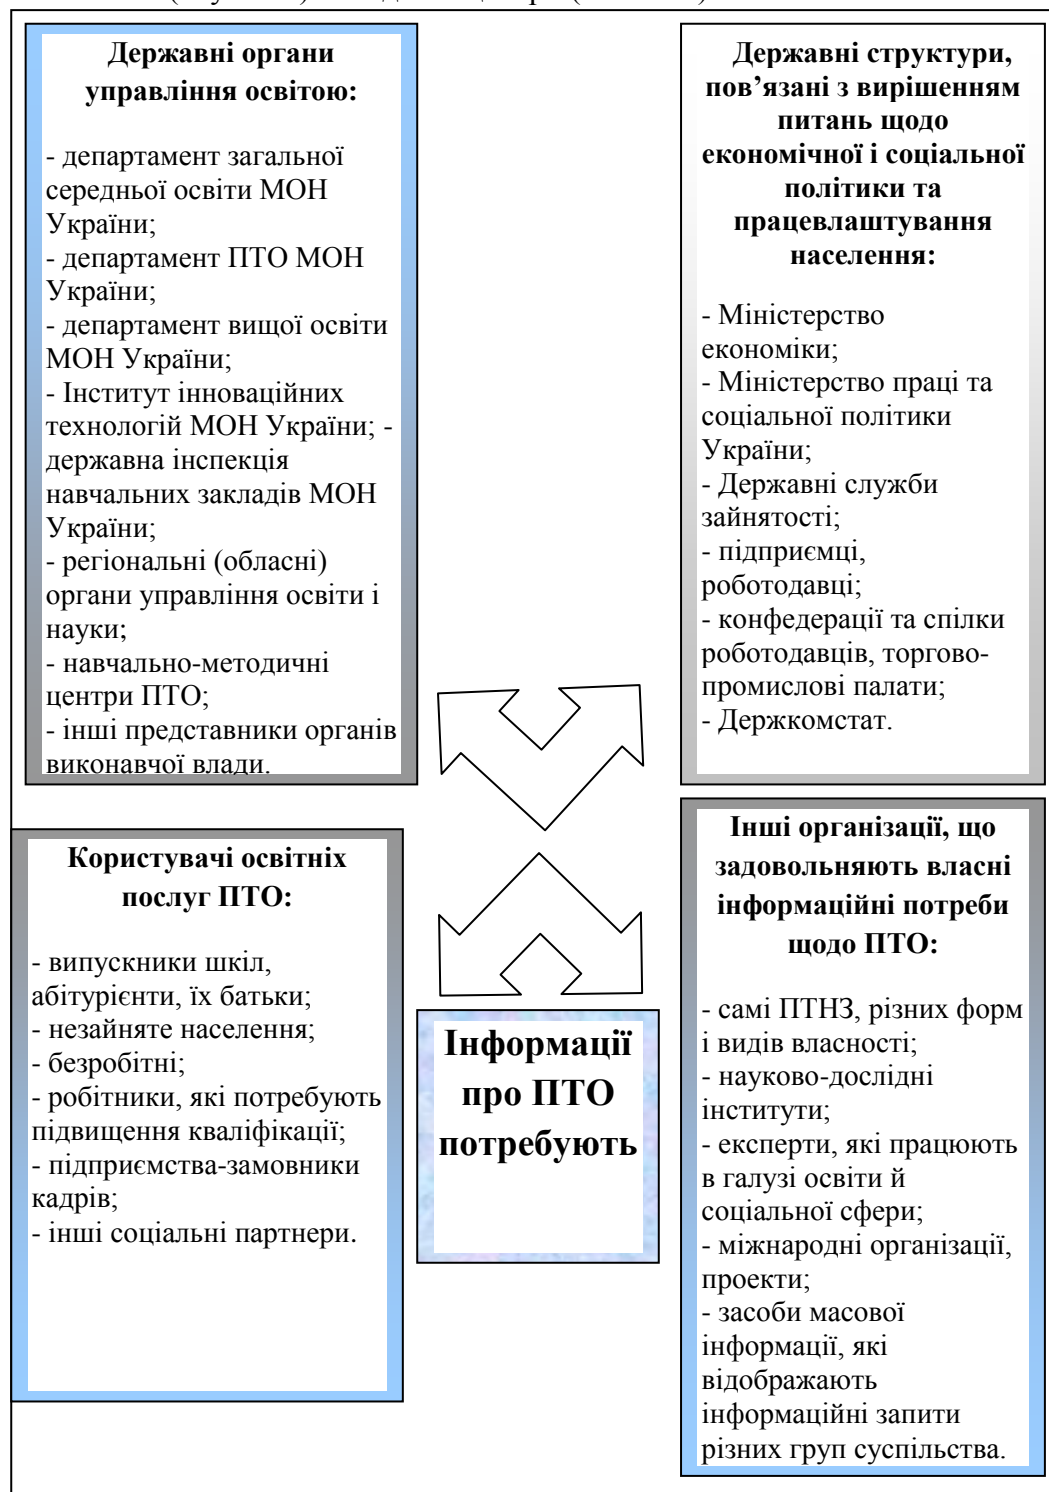 Державні органи
управління освітою:
- департамент загальної
середньої освіти МОН
України;
- департамент ПТО МОН
України;
- департамент вищої освіти
МОН України;
- Інститут інноваційних
технологій МОН України; -
державна інспекція
навчальних закладів МОН
України;
- регіональні (обласні)
органи управління освіти і
науки;
- навчально-методичні
центри ПТО;
- інші представники органів
виконавчої влади.
Державні структури,
пов’язані з вирішенням
питань щодо
економічної і соціальної
політики та
працевлаштування
населення:
- Міністерство
економіки;
- Міністерство праці та
соціальної політики
України;
- Державні служби
зайнятості;
- підприємці,
роботодавці;
- конфедерації та спілки
роботодавців, торгово-
промислові палати;
- Держкомстат.
Користувачі освітніх
послуг ПТО:
- випускники шкіл,
абітурієнти, їх батьки;
- незайняте населення;
- безробітні;
- робітники, які потребують
підвищення кваліфікації;
- підприємства-замовники
кадрів;
- інші соціальні партнери.
Інформації
про ПТО
потребують
Інші організації, що
задовольняють власні
інформаційні потреби
щодо ПТО:
- самі ПТНЗ, різних форм
і видів власності;
- науково-дослідні
інститути;
- експерти, які працюють
в галузі освіти й
соціальної сфери;
- міжнародні організації,
проекти;
- засоби масової
інформації, які
відображають
інформаційні запити
різних груп суспільства.